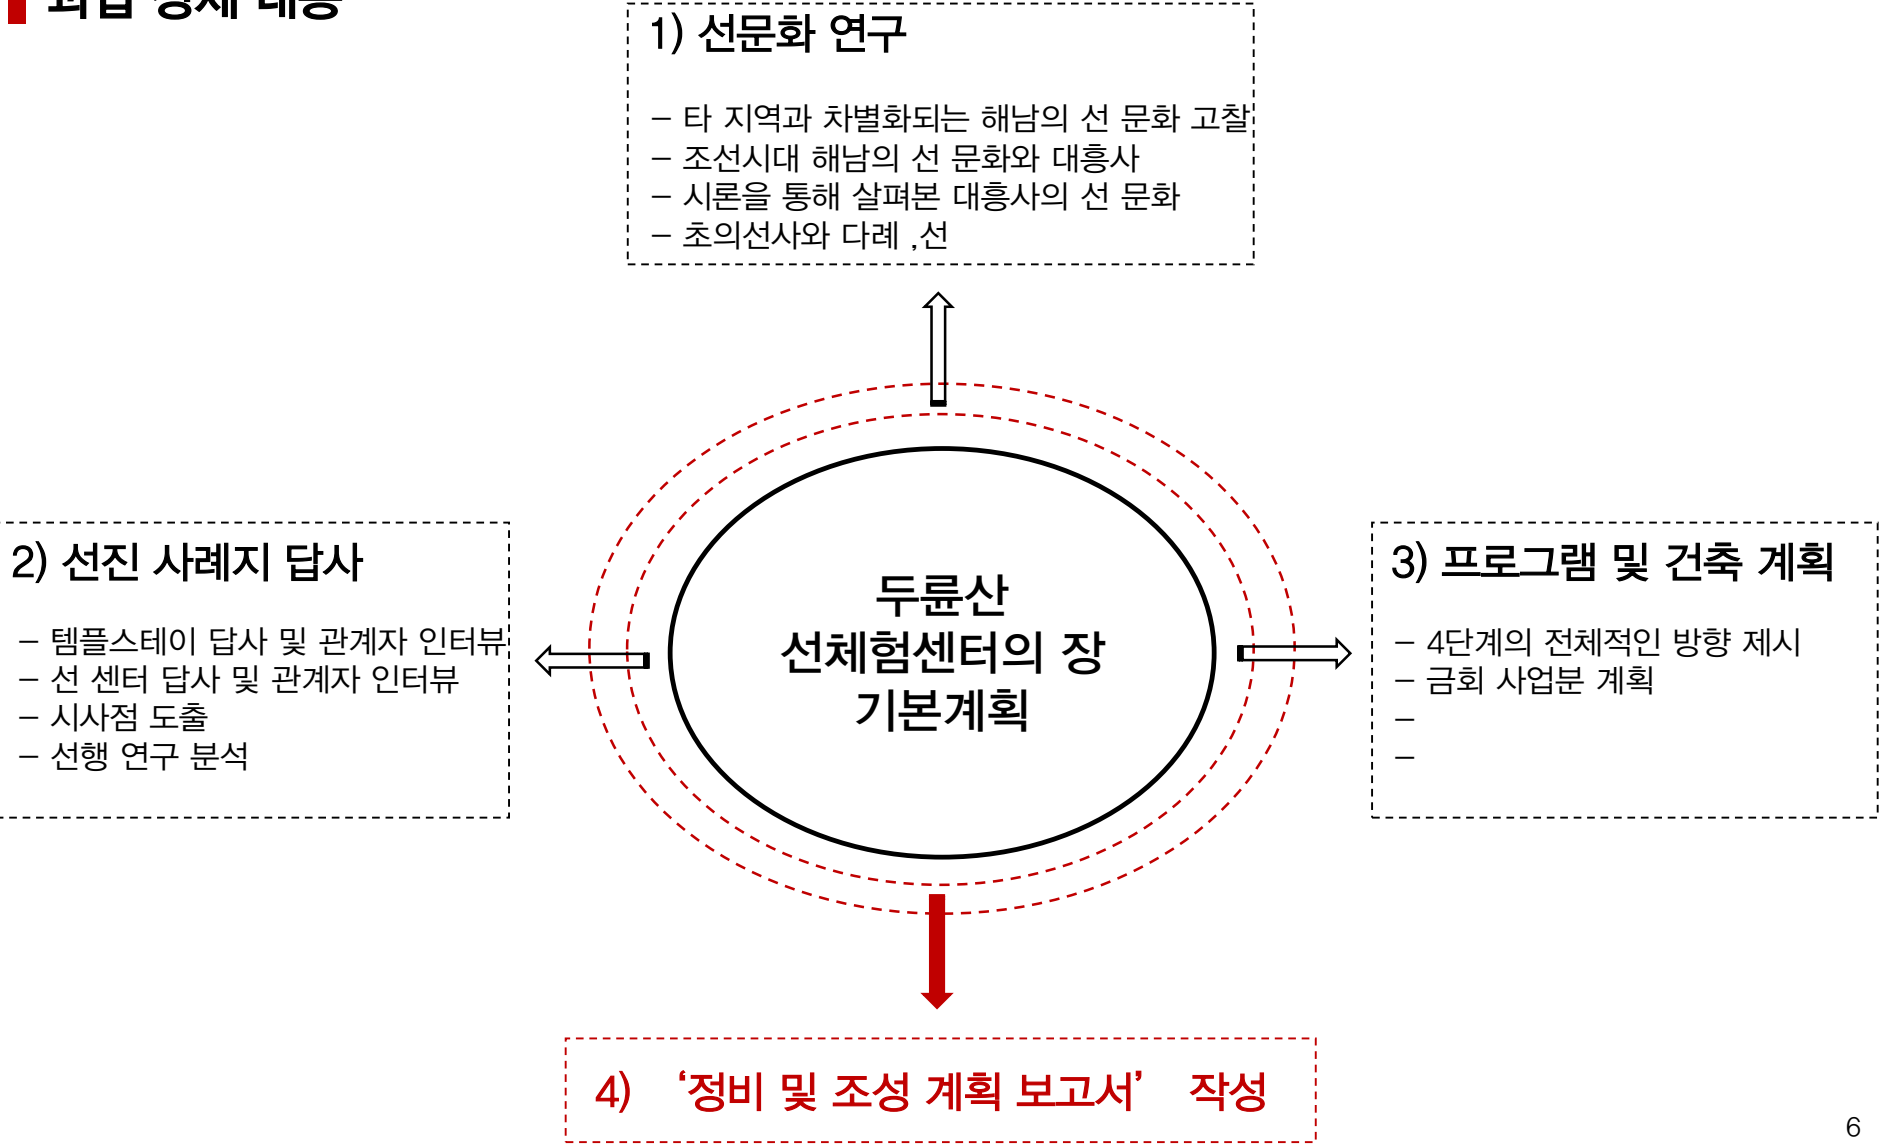 1) 선문화 연구
– 타 지역과 차별화되는 해남의 선 문화 고찰
– 조선시대 해남의 선 문화와 대흥사
– 시론을 통해 살펴본 대흥사의 선 문화
– 초의선사와 다례 ,선
2) 선진 사례지 답사
– 템플스테이 답사 및 관계자 인터뷰
– 선 센터 답사 및 관계자 인터뷰
– 시사점 도출
– 선행 연구 분석
두륜산
선체험센터의 장
기본계획
3) 프로그램 및 건축 계획
– 4단계의 전체적인 방향 제시
– 금회 사업분 계획
–
–
4) ‘정비 및 조성 계획 보고서’ 작성
6